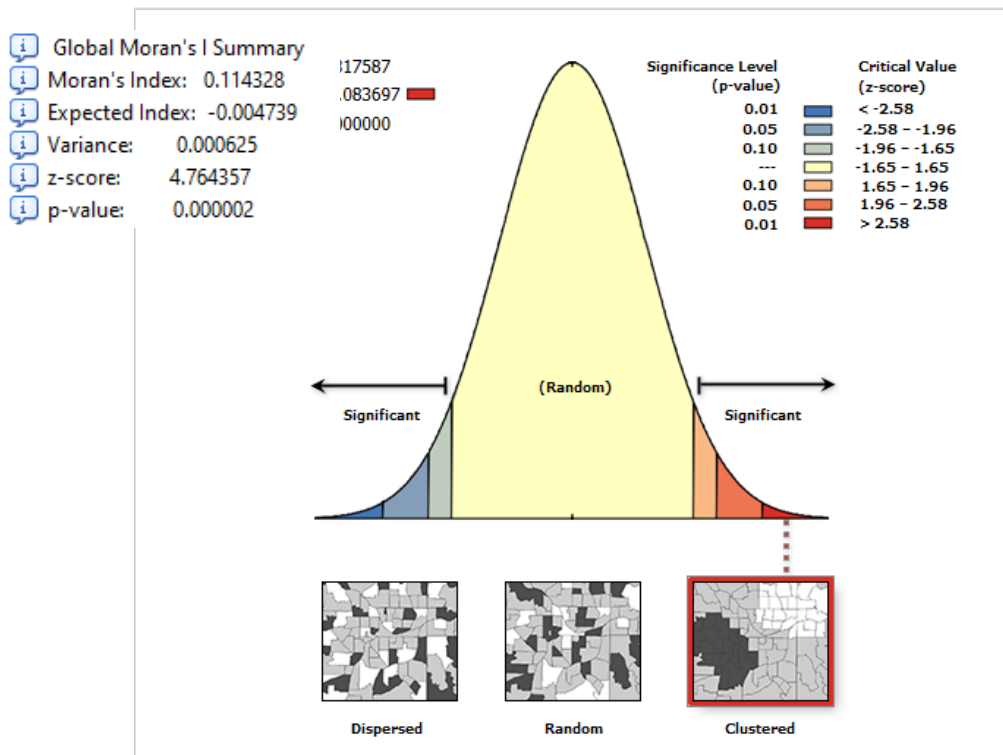 Global Moran's I Summary
Moran's Index: 0.114328
Expected Index: -0.004739
Variance: 0.000625
z-score: 4.764357
p-value: 0.000002
317587
.083697
000000
Significance Level
(p-value)
Critical Value
(z-score)
0.01 < -2.58
0.05 -2.58 – -1.96
0.10 -1.96 – -1.65
--- -1.65 – 1.65
0.10 1.65 – 1.96
0.05 1.96 – 2.58
0.01 > 2.58
(Random)
Significant
Significant
Dispersed
Random
Clustered